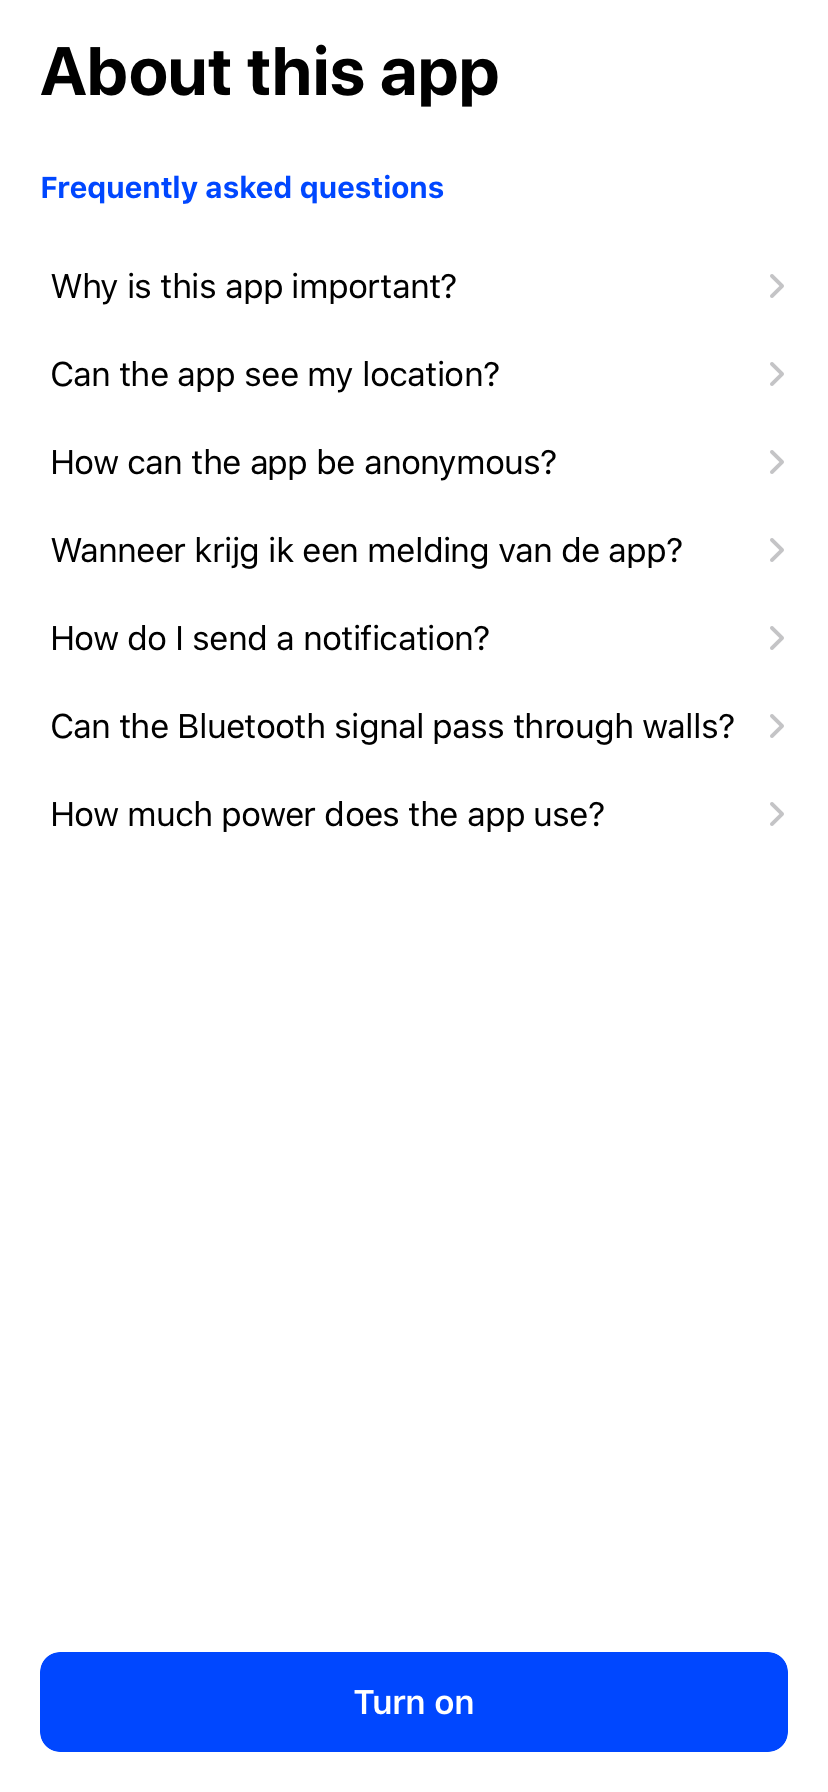 About this app
Frequently asked questions
Why is this app important?
Can the app see my location?
How can the app be anonymous?
Wanneer krijg ik een melding van de app?
How do I send a notification?
Can the Bluetooth signal pass through walls?
How much power does the app use?
Turn on